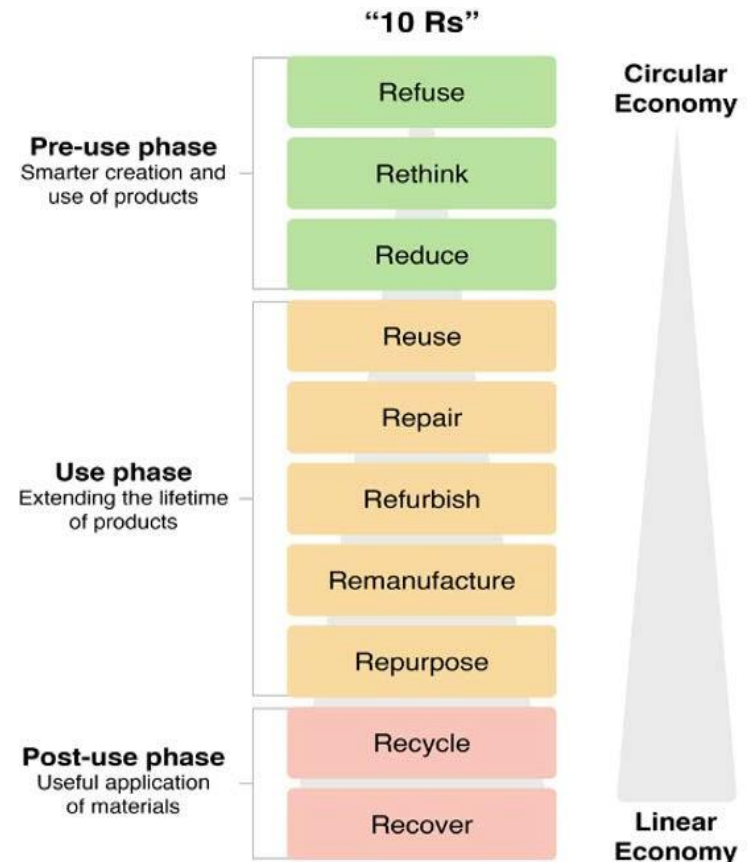 “10 Rs”
Circular
Economy
Pre-use phase
Smarter creation and
use of products
Refuse
Rethink
Reduce
Use phase
Extending the lifetime
of products
Reuse
Repair
Refurbish
Remanufacture
Repurpose
Post-use phase
Useful application
of materials
Recycle
Recover
Linear
Economy